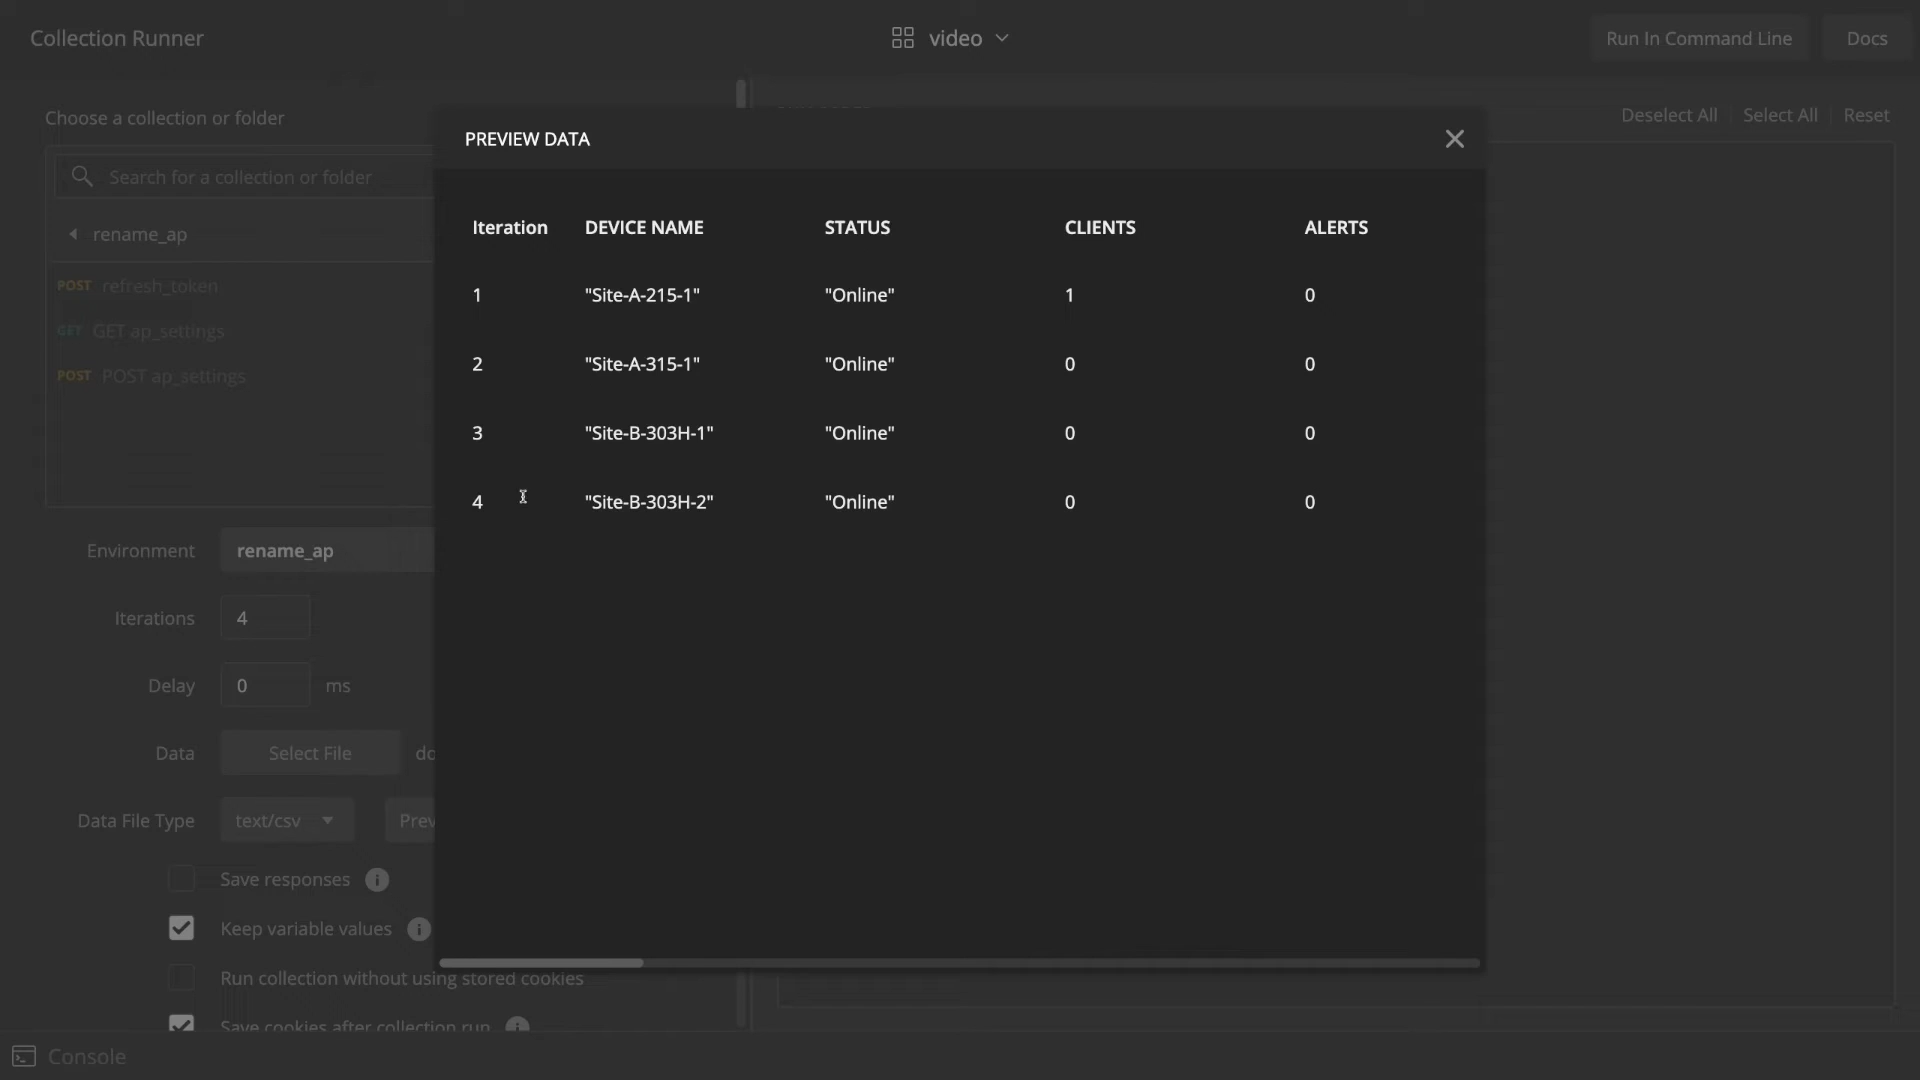 Collection Runner
video
Run In Command Line
Docs
Choose a collection or folder
Deselect All
Select All
Reset
Search for a collection or folder
rename_ap
POST refresh_token
GET GET ap_settings
POST POST ap_settings
PREVIEW DATA
Iteration DEVICE NAME STATUS CLIENTS ALERTS
1 "Site-A-215-1" "Online" 1 0
2 "Site-A-315-1" "Online" 0 0
3 "Site-B-303H-1" "Online" 0 0
4 "Site-B-303H-2" "Online" 0 0
Environment rename_ap
Iterations 4
Delay 0 ms
Data Select File do
Data File Type text/csv Prev
Save responses
Keep variable values
Run collection without using stored cookies
Save cookies after collection run
Console